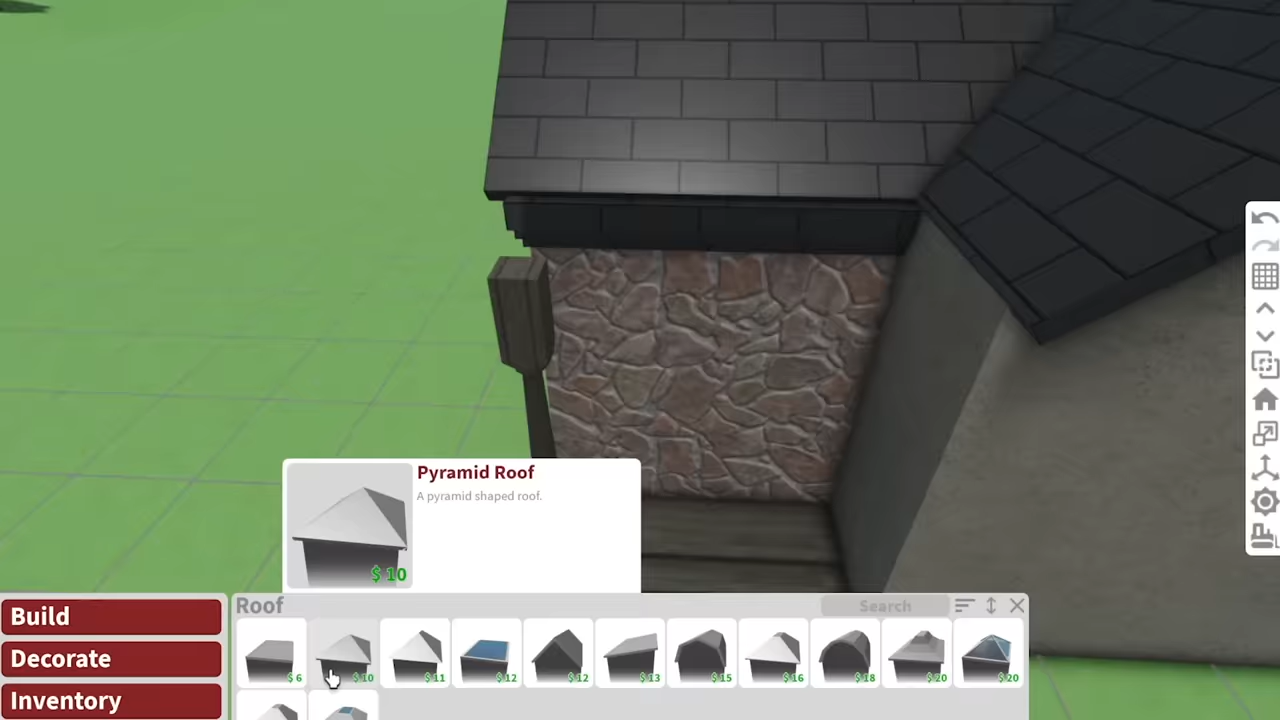 Pyramid Roof
A pyramid shaped roof.
$ 10
Build
Decorate
Inventory
Roof
Search
$ 6
$ 10
$ 11
$ 12
$ 12
$ 13
$ 15
$ 16
$ 18
$ 20
$ 20